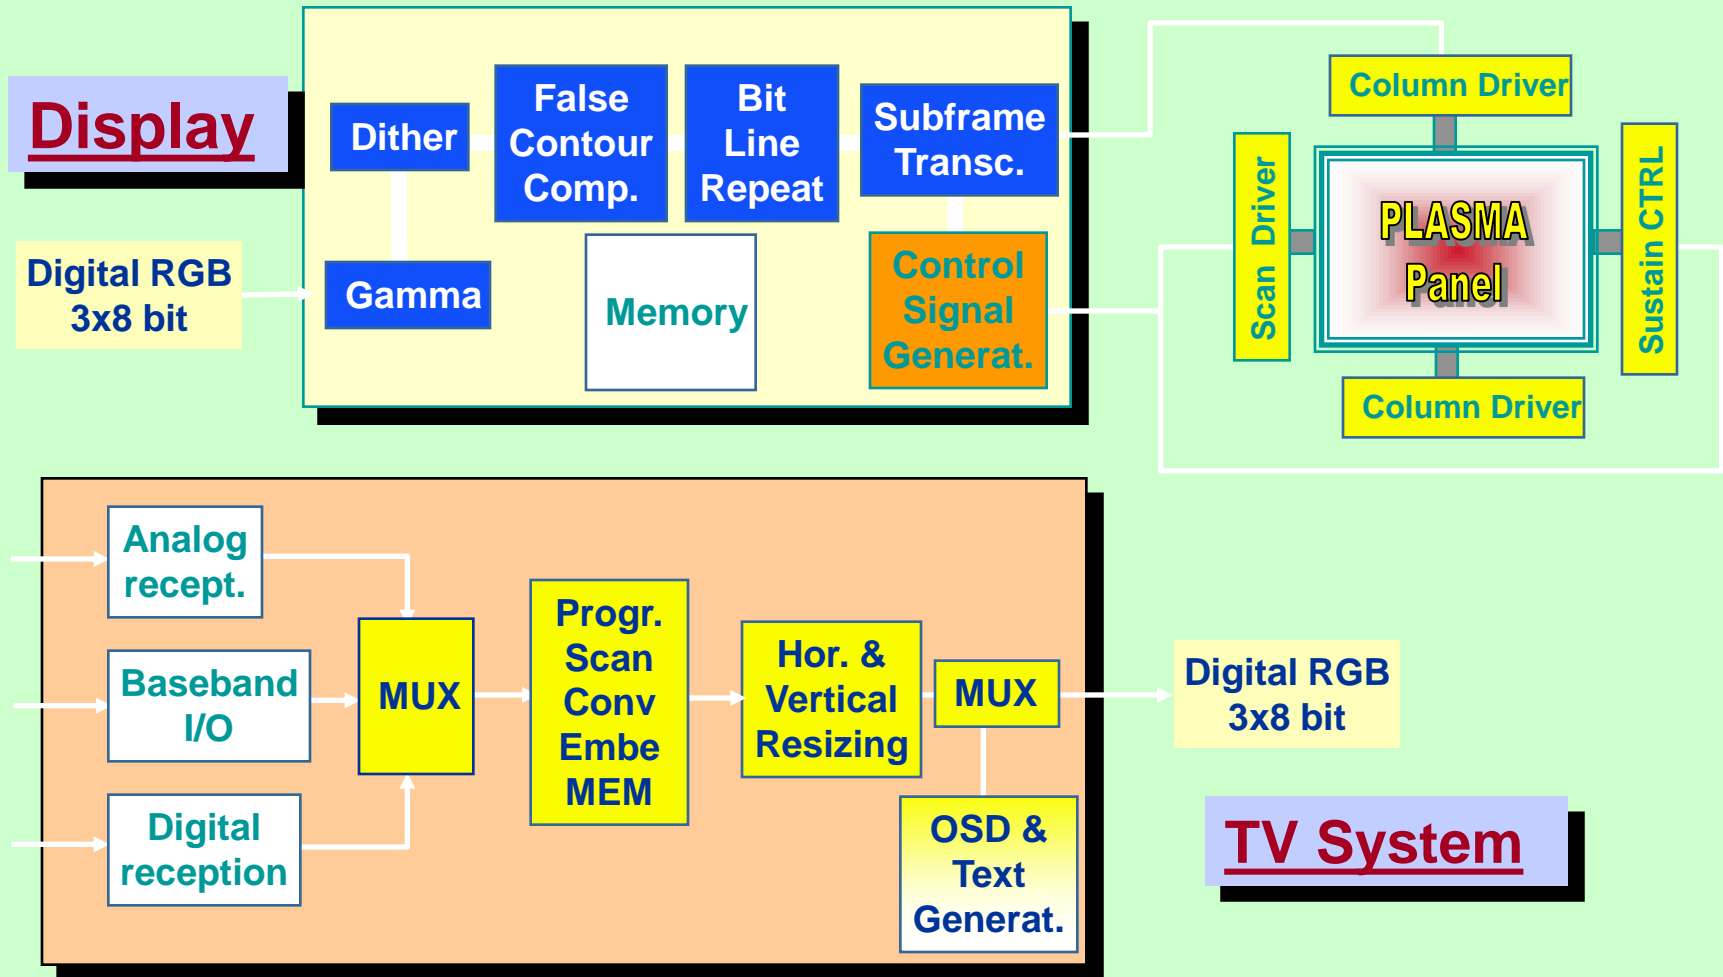 Display
Digital RGB
3x8 bit
Dither
Gamma
False
Contour
Comp.
Bit
Line
Repeat
Subframe
Transc.
Memory
Control
Signal
Generat.
Column Driver
Scan Driver
PLASMA
Panel
Sustain CTRL
Column Driver
Analog
recept.
Baseband
I/O
Digital
reception
MUX
Progr.
Scan
Conv
Embe
MEM
Hor. &
Vertical
Resizing
MUX
OSD &
Text
Generat.
Digital RGB
3x8 bit
TV System